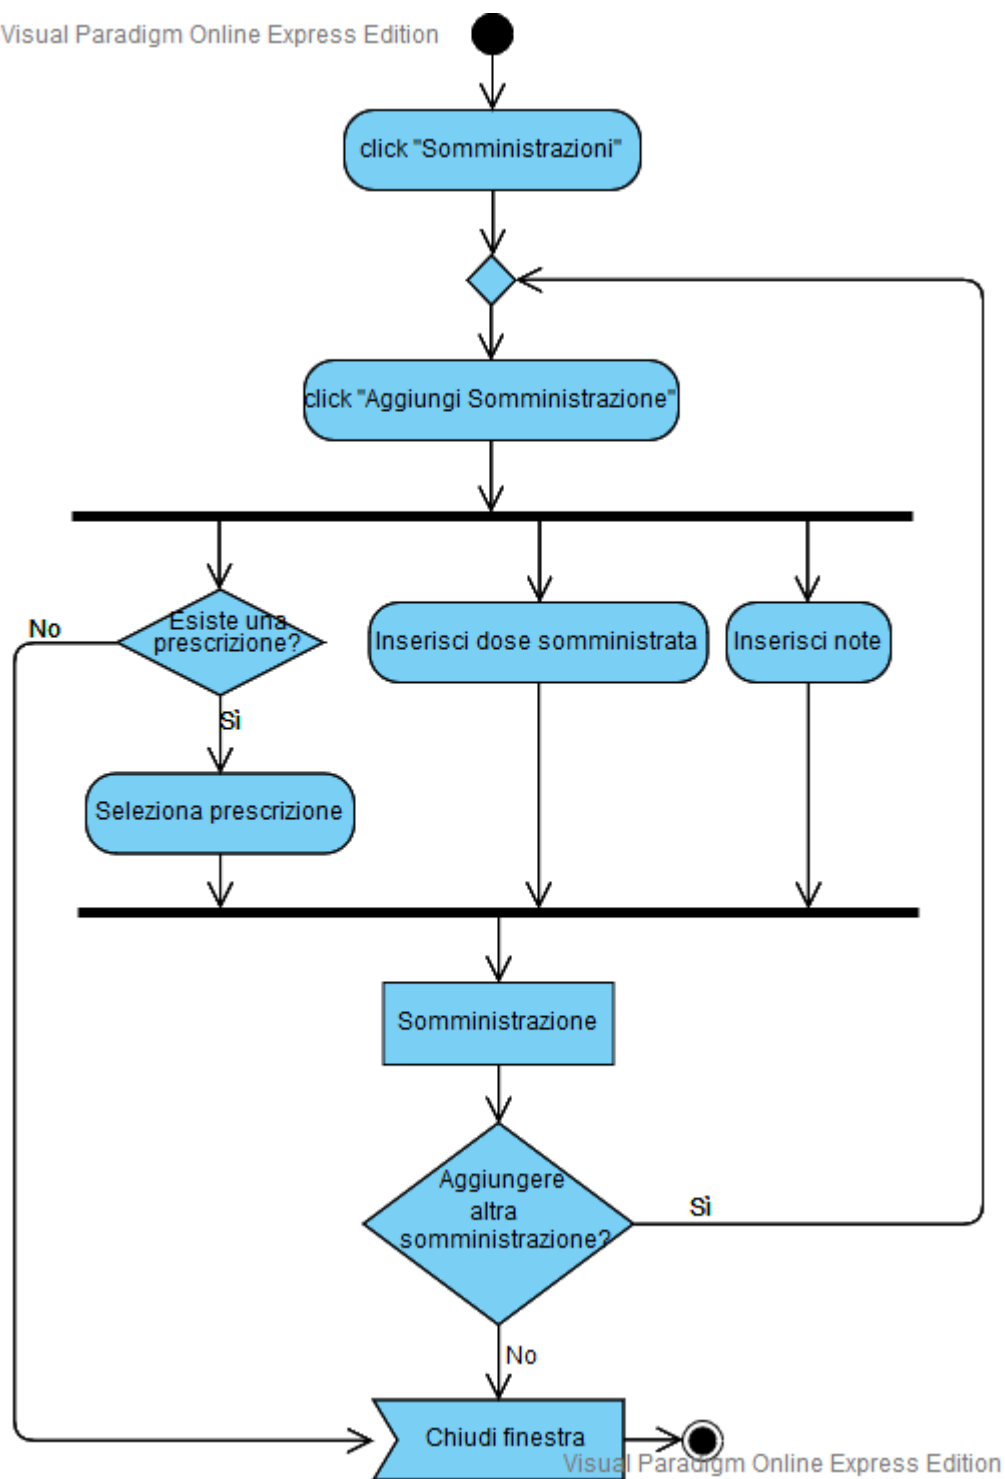 Visual Paradigm Online Express Edition
click "Somministrazioni"
click "Aggiungi Somministrazione"
No
Esiste una
prescrizione?
Inserisci dose somministrata
Inserisci note
Sì
Seleziona prescrizione
Somministrazione
Aggiungere
altra
somministrazione?
Sì
No
Chiudi finestra
Visual Paradigm Online Express Edition